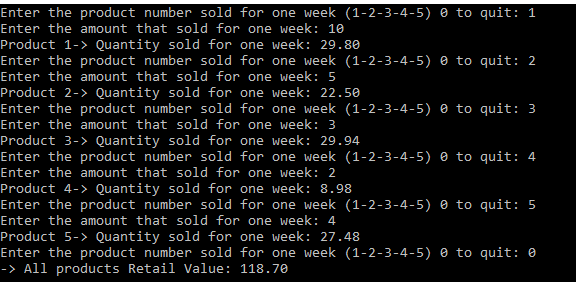 Enter the product number sold for one week (1-2-3-4-5) 0 to quit: 1
Enter the amount that sold for one week: 10
Product 1-> Quantity sold for one week: 29.80
Enter the product number sold for one week (1-2-3-4-5) 0 to quit: 2
Enter the amount that sold for one week: 5
Product 2-> Quantity sold for one week: 22.50
Enter the product number sold for one week (1-2-3-4-5) 0 to quit: 3
Enter the amount that sold for one week: 3
Product 3-> Quantity sold for one week: 29.94
Enter the product number sold for one week (1-2-3-4-5) 0 to quit: 4
Enter the amount that sold for one week: 2
Product 4-> Quantity sold for one week: 8.98
Enter the product number sold for one week (1-2-3-4-5) 0 to quit: 5
Enter the amount that sold for one week: 4
Product 5-> Quantity sold for one week: 27.48
Enter the product number sold for one week (1-2-3-4-5) 0 to quit: 0
-> All products Retail Value: 118.70